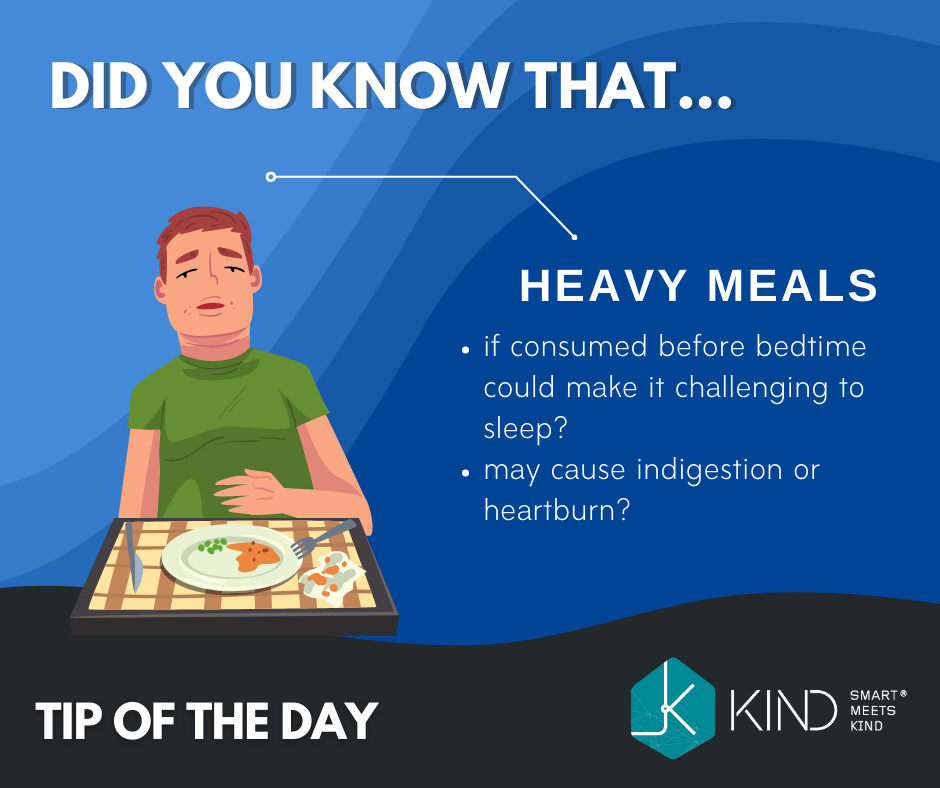 DID YOU KNOW THAT...
HEAVY MEALS
• if consumed before bedtime
could make it challenging to
sleep?
• may cause indigestion or
heartburn?
TIP OF THE DAY
K
KIND
SMART®
MEETS
KIND